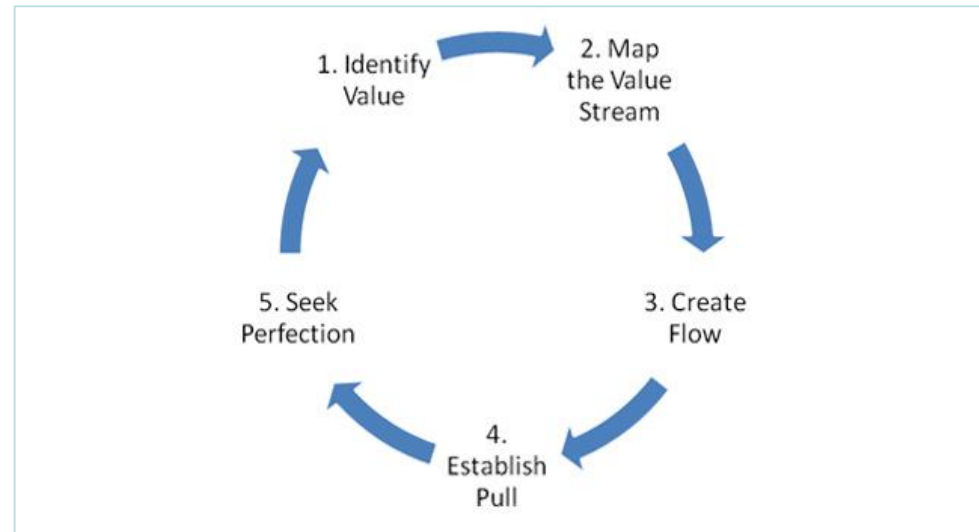 1. Identify
Value
2. Map
the Value
Stream
3. Create
Flow
4.
Establish
Pull
5. Seek
Perfection